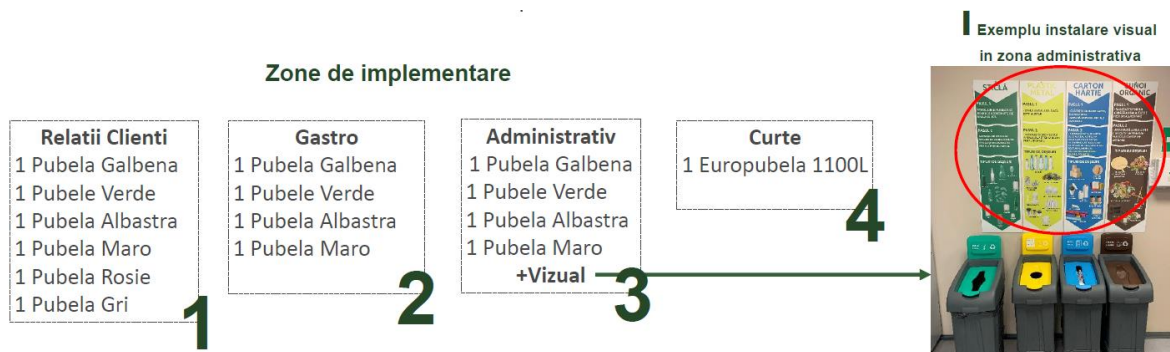 I Exemplu instalare visual
in zona administrativa
Zone de implementare
Relatii Clienti
1 Pubela Galbena
1 Pubele Verde
1 Pubela Albastra
1 Pubela Maro
1 Pubela Rosie
1 Pubela Gri
1
Gastro
1 Pubela Galbena
1 Pubele Verde
1 Pubela Albastra
1 Pubela Maro
2
Administrativ
1 Pubela Galbena
1 Pubele Verde
1 Pubela Albastra
1 Pubela Maro
+Vizual
3
Curte
1 Europubela 1100L
4
STICLĂ
CARTON
HÂRTIE
ORGANIC